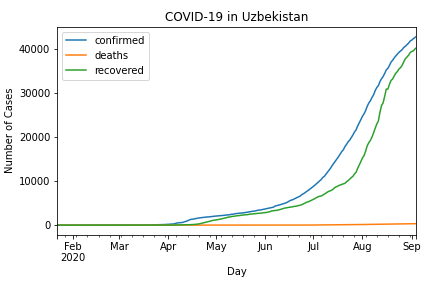 COVID-19 in Uzbekistan
confirmed
deaths
recovered
Number of Cases
40000
30000
20000
10000
0
Feb Mar Apr May Jun Jul Aug Sep
2020
Day